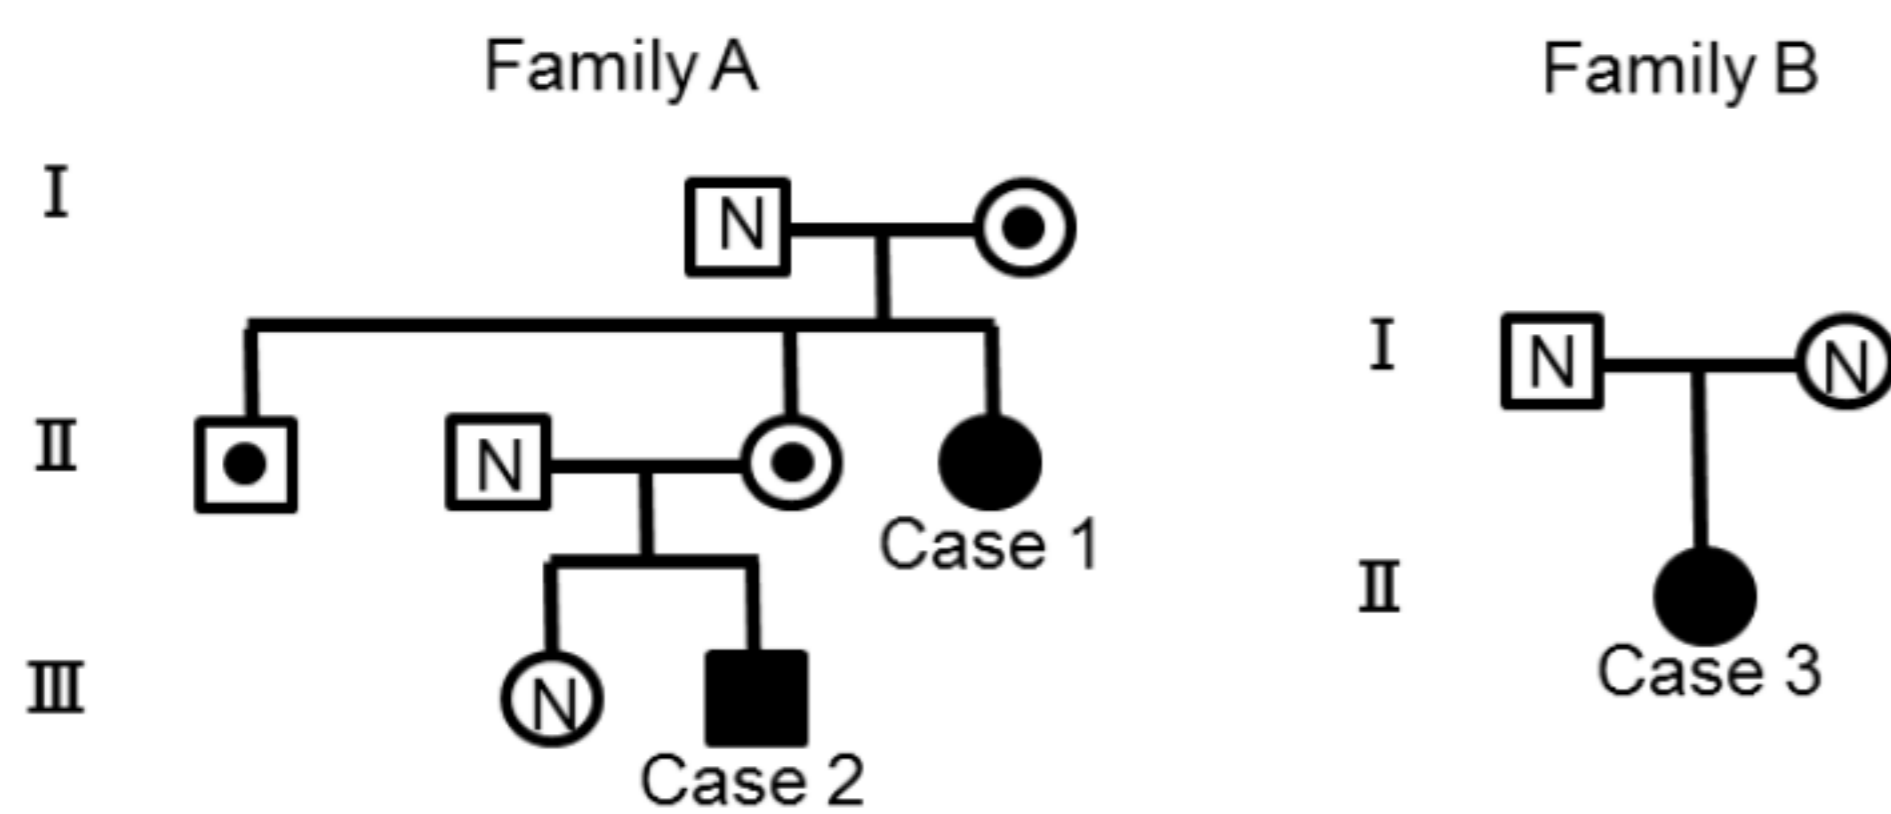 Family A
I
N
II
N
Case 1
III
N
Case 2
Family B
I
N N
II
Case 3